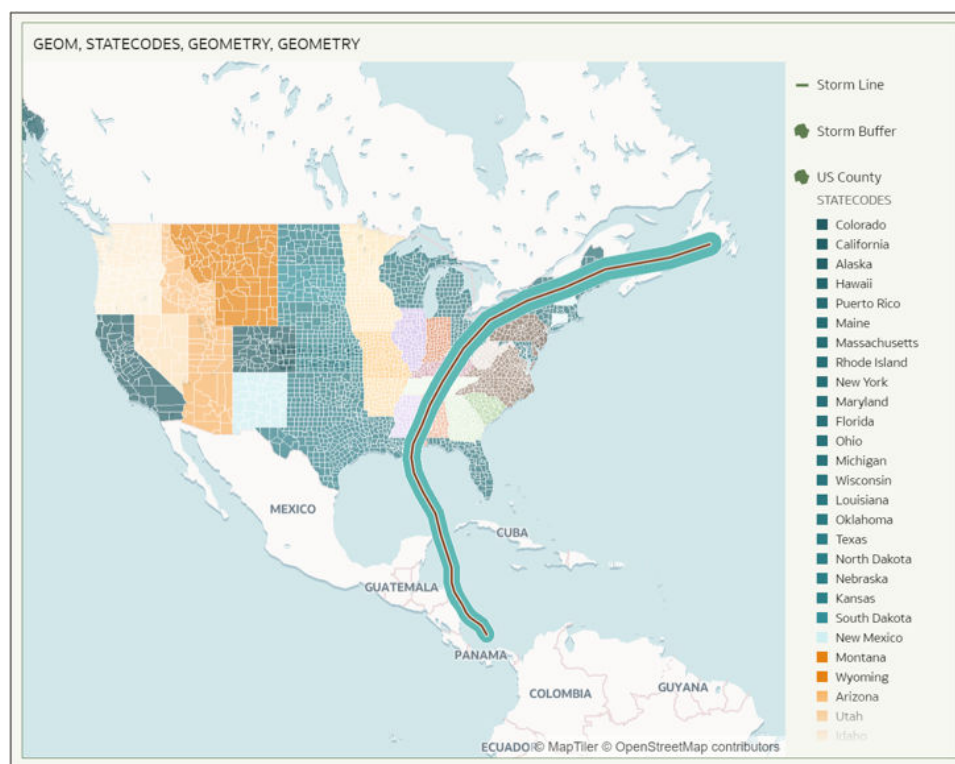 GEOM, STATECODES, GEOMETRY, GEOMETRY
Storm Line
Storm Buffer
US County
STATECODES
Colorado
California
Alaska
Hawaii
Puerto Rico
Maine
Massachusetts
Rhode Island
New York
Maryland
Florida
Ohio
Michigan
Wisconsin
Louisiana
Oklahoma
Texas
North Dakota
Nebraska
Kansas
South Dakota
New Mexico
Montana
Wyoming
Arizona
Utah
Idaho
MEXICO
CUBA
GUATEMALA
PANAMA
COLOMBIA
GUYANA
ECUADOR
© MapTiler © OpenStreetMap contributors